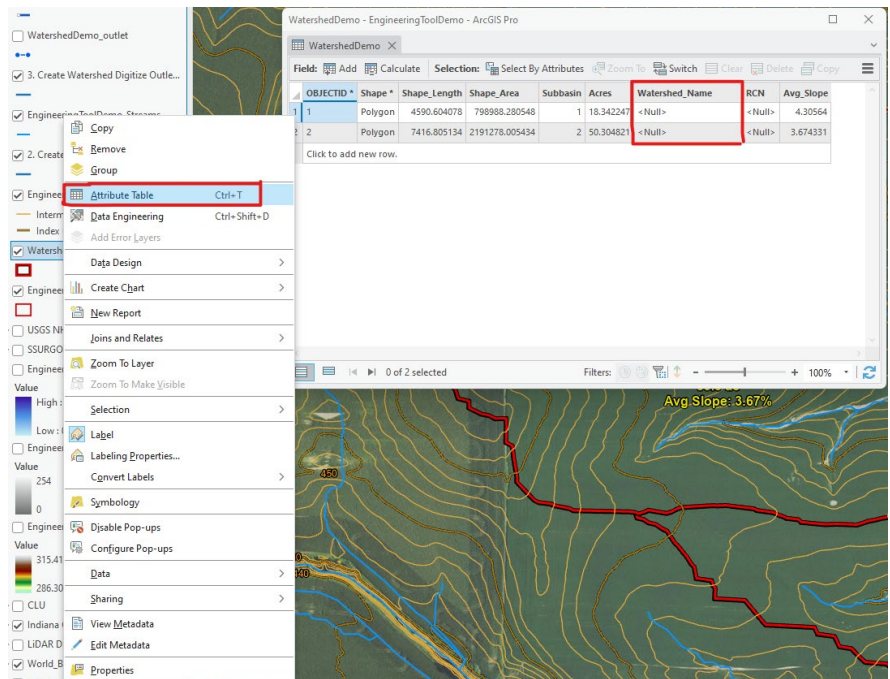 WatershedDemo_outlet
3. Create Watershed Digitize Outle...
EngineeringToolDemo_Streams
2. Create
Enginee
Interm
Index
Watersh
Enginee
USGS NH
SSURGO
Enginee
Value
High :
Low :
Enginee
Value
254
0
Enginee
Value
315.41
286.30
CLU
Indiana
LiDAR D
World_B
Copy
Remove
Group
Attribute Table Ctrl+T
Data Engineering Ctrl+Shift+D
Add Error Layers
Data Design
Create Chart
New Report
Joins and Relates
Zoom To Layer
Zoom To Make Visible
Selection
Label
Labeling Properties...
Convert Labels
Symbology
Disable Pop-ups
Configure Pop-ups
Data
Sharing
View Metadata
Edit Metadata
Properties
WatershedDemo - EngineeringToolDemo - ArcGIS Pro
WatershedDemo
Field: Add Calculate Selection: Select By Attributes Zoom To Switch Clear Delete Copy
OBJECTID * Shape * Shape_Length Shape_Area Subbasin Acres Watershed_Name RCN Avg_Slope
1 1 Polygon 4590.604078 798988.280548 1 18.342247 <Null> <Null> 4.30564
2 2 Polygon 7416.805134 2191278.005434 2 50.304821 <Null> <Null> 3.674331
Click to add new row.
0 of 2 selected Filters: - + 100%
Avg Slope: 3.67%
450